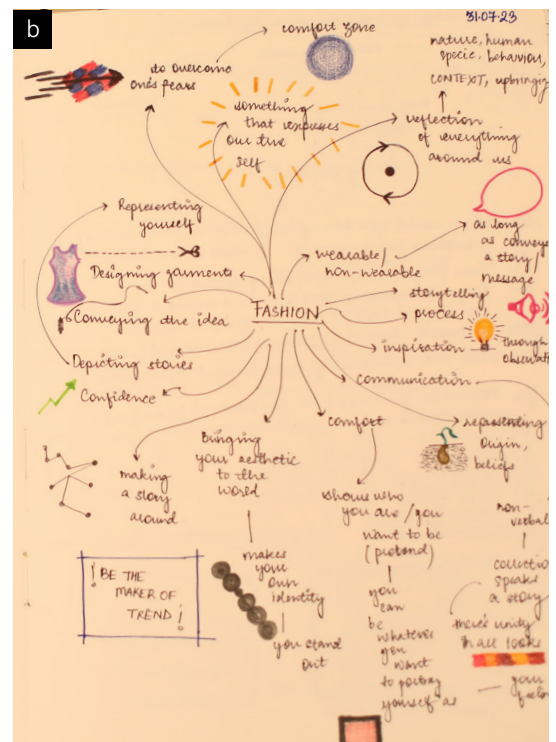 b
31.07.23
comfort zone
to overcome
one's fears
something
that expresses
our true
self
nature, human
specie, behaviour,
CONTEXT, upbringing
reflection
of everything
around us
Representing
yourself
Designing garments
Conveying the idea
Depicting stories
Confidence
FASHION
wearable/
non-wearable
as long
as conveys
a story/
message
storytelling
process
inspiration
through
communication
representing
origin,
beliefs
making
a story
around
Bringing
your aesthetic
to the
world
makes
your
own
identity
you stand
out
comfort
shows who
you are/you
want to be
(pretend)
you
can
be
whatever
you
want
to portray
yourself as
non-
verbal
speaks
a story
there's unity
in all looks
your
! BE THE
MAKER OF
TREND !